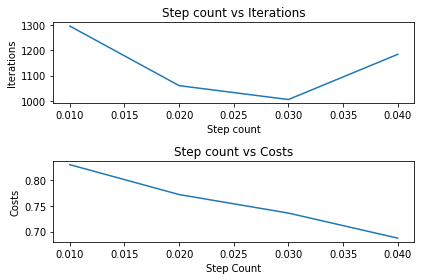 Step count vs Iterations
1300
1200
1100
1000
Iterations
0.010 0.015 0.020 0.025 0.030 0.035 0.040
Step count
Step count vs Costs
0.80
0.75
0.70
Costs
0.010 0.015 0.020 0.025 0.030 0.035 0.040
Step Count